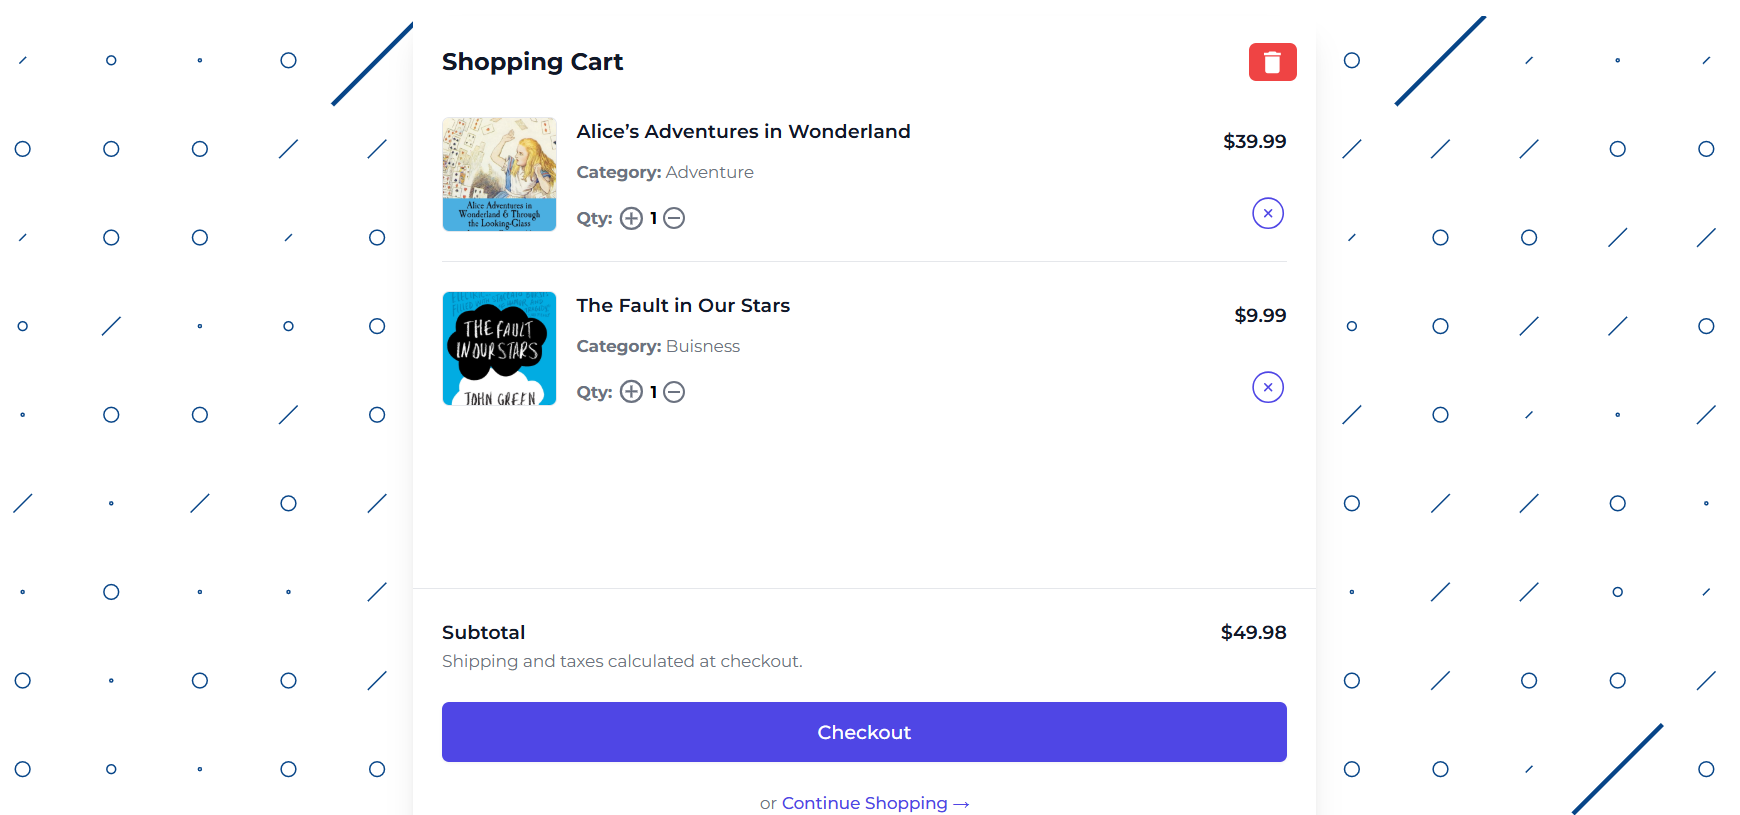 Shopping Cart
Alice’s Adventures in Wonderland
$39.99
Category: Adventure
Qty: 1
Alice Adventures in
Wonderland & Through
the Looking-Glass
The Fault in Our Stars
$9.99
Category: Buisness
Qty: 1
THE FAULT
IN OUR STARS
JOHN GREEN
Subtotal
$49.98
Shipping and taxes calculated at checkout.
Checkout
or Continue Shopping →